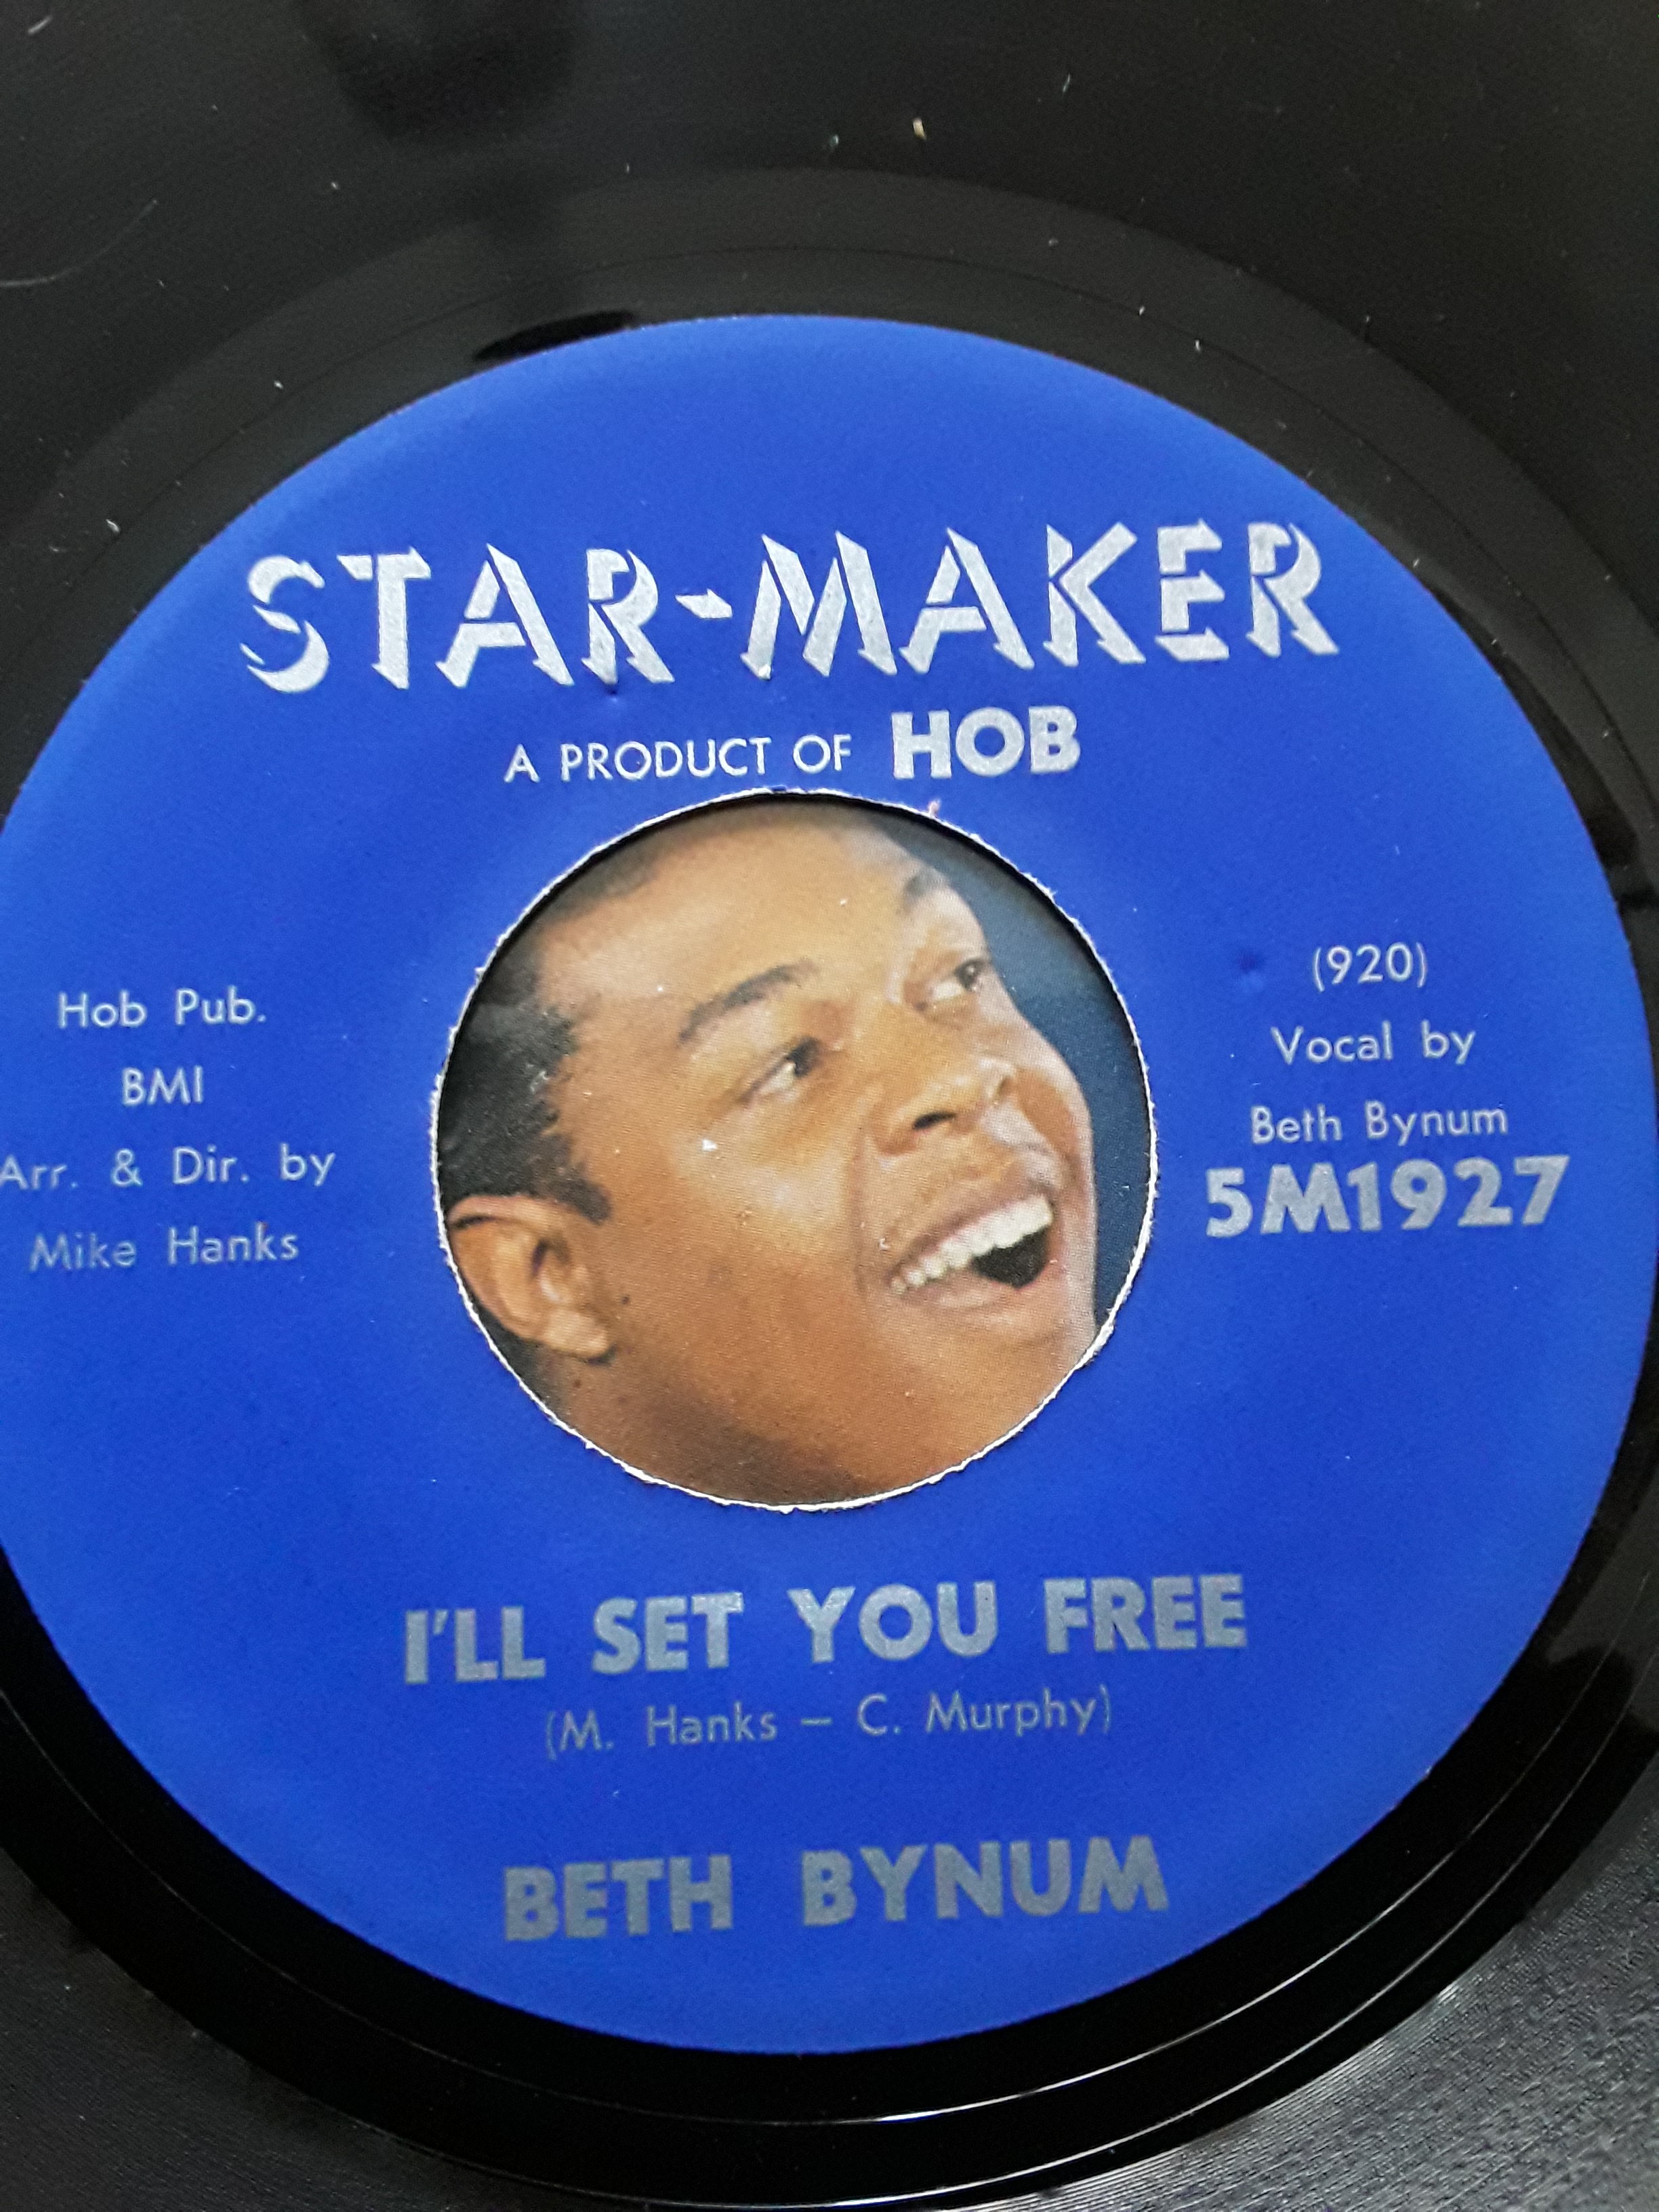 STAR-MAKER
A PRODUCT OF HOB
Hob Pub.
BMI
Arr. & Dir. by
Mike Hanks
(920)
Vocal by
Beth Bynum
5M1927
I'LL SET YOU FREE
(M. Hanks – C. Murphy)
BETH BYNUM